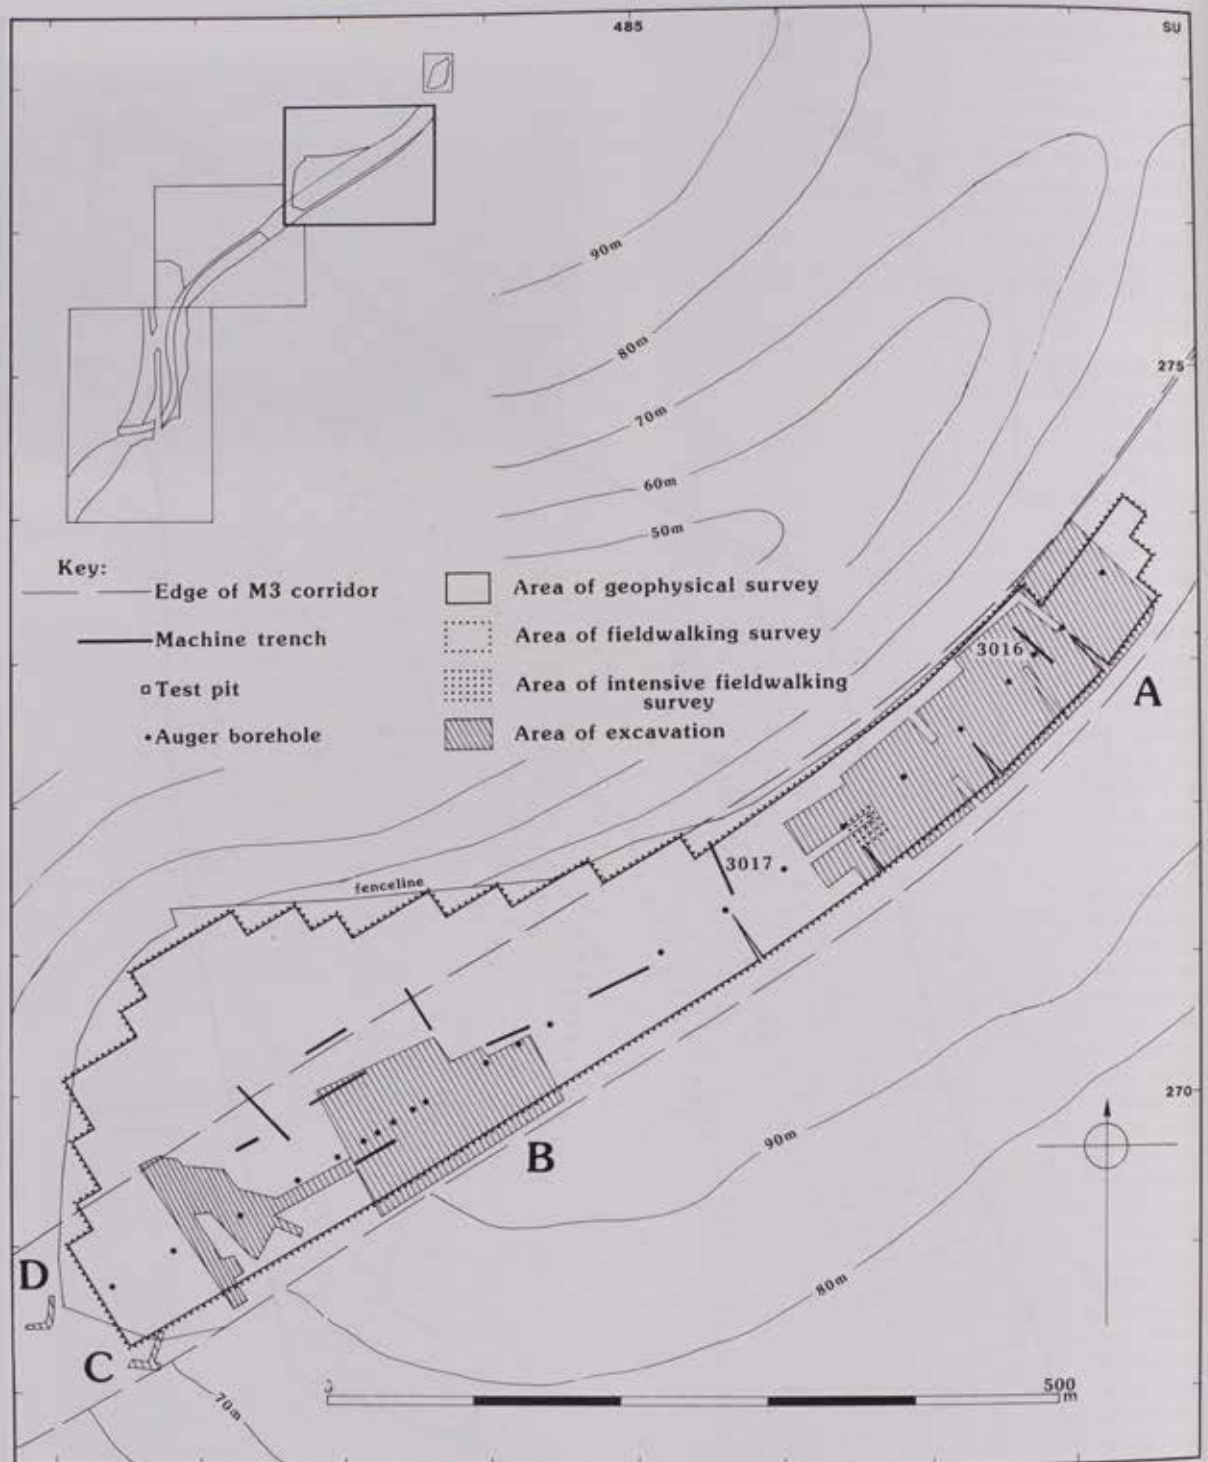 485
SU
90m
80m
275
70m
60m
50m
Key:
Edge of M3 corridor
Machine trench
Test pit
Auger borehole
Area of geophysical survey
Area of fieldwalking survey
Area of intensive fieldwalking
survey
Area of excavation
3016
A
3017
fenceline
270
90m
B
80m
D
C
70m
0
500
m